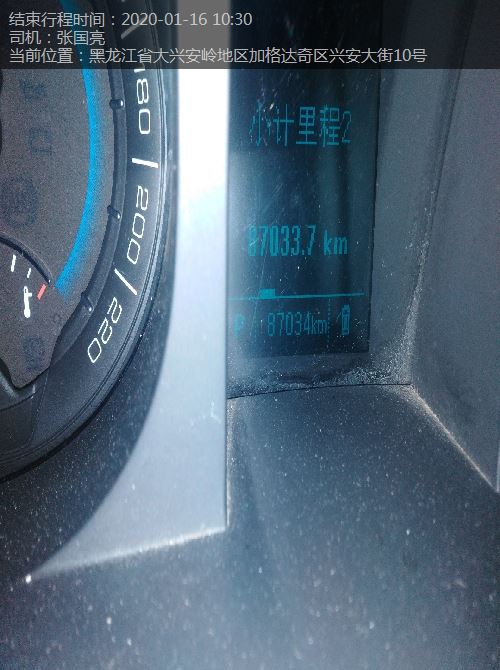 结束行程时间：2020-01-16 10:30
司机：张国亮
当前位置：黑龙江省大兴安岭地区加格达奇区兴安大街10号
180
200
220
小计里程2
87033.7 km
P 87034km